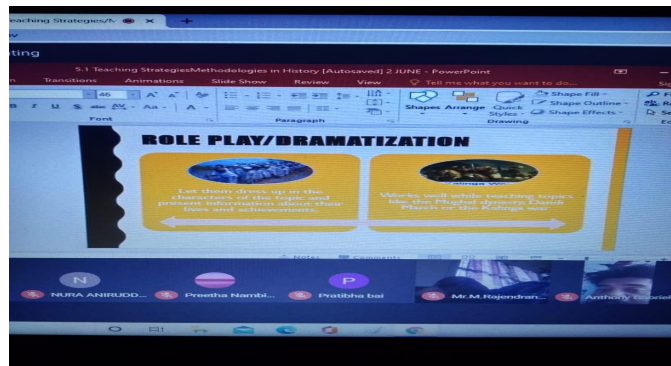 eaching Strategies/M
ting
5.1 Teaching StrategiesMethodologies in History [Autosaved] 2 JUNE - PowerPoint
Transitions Animations Slide Show Review View Tell me what you want to do...
46
Shapes Arrange Quick Styles
Shape Fill
Shape Outline
Shape Effects
Font Paragraph Drawing
ROLE PLAY/DRAMATIZATION
Let them dress up in the
characters of the topic and
present information about their
lives and achievements.
Works well while teaching topics
like, the Mughal dynasty, Dandi
March or the Kalinga war
Notes Comments
N
P
NURA ANIRUDD... Preetha Nambi... Pratibha bai Mr.M.Rajendran... Anthony Gabriel